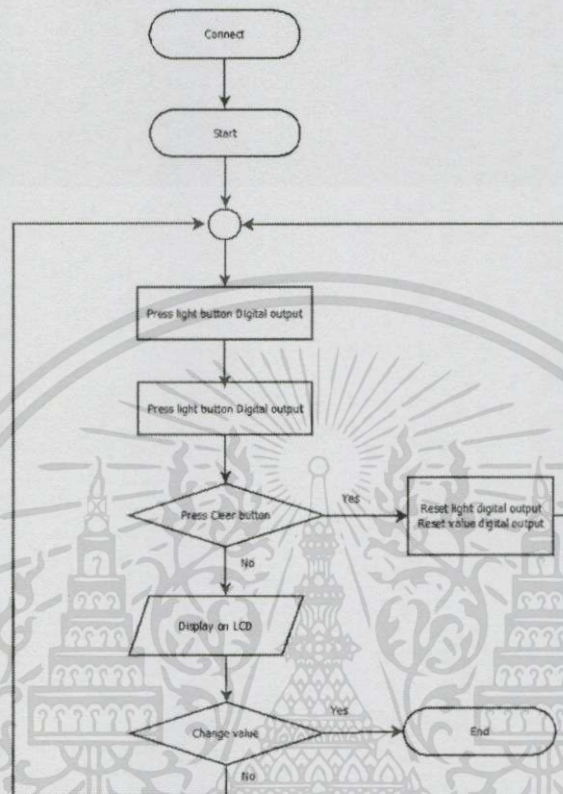 Connect
Start
Press light button Digital output
Press light button Digital output
Press Clear button
Yes
Reset light digital output
Reset value digital output
No
Display on LCD
Change value
Yes
End
No